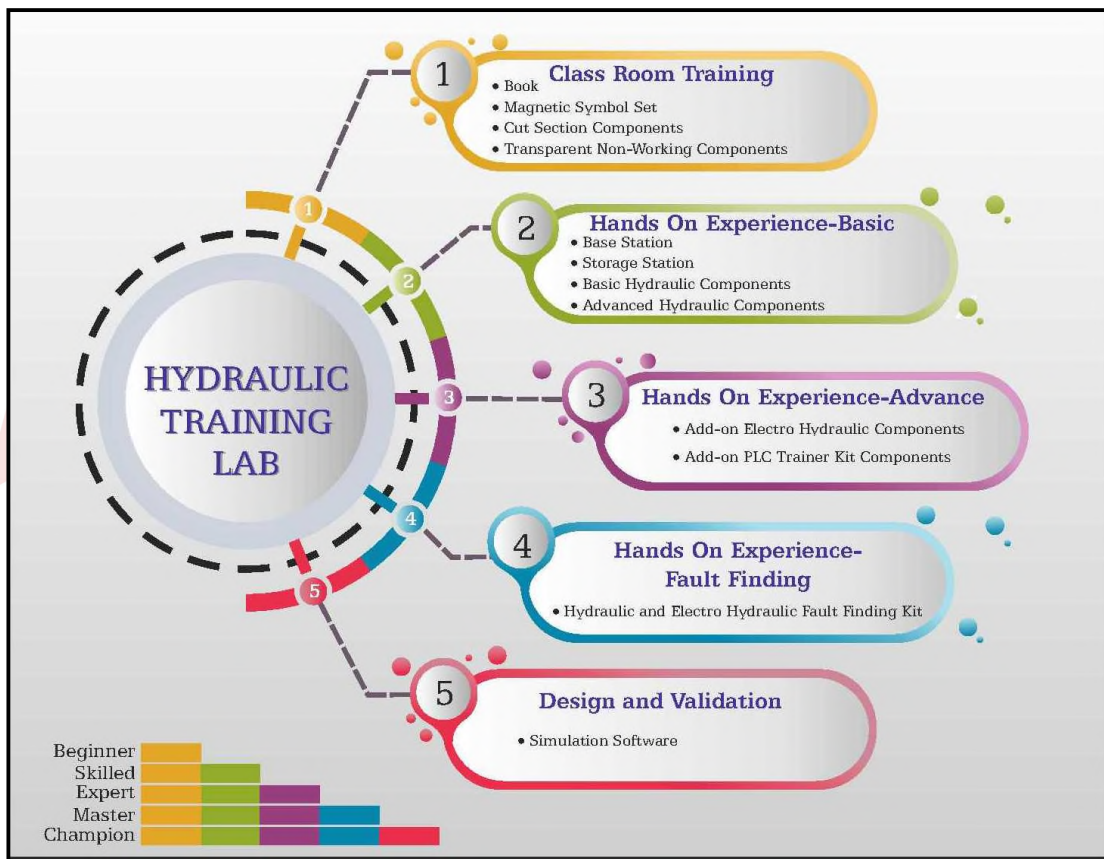 1
Class Room Training
• Book
• Magnetic Symbol Set
• Cut Section Components
• Transparent Non-Working Components
2
Hands On Experience-Basic
• Base Station
• Storage Station
• Basic Hydraulic Components
• Advanced Hydraulic Components
3
Hands On Experience-Advance
• Add-on Electro Hydraulic Components
• Add-on PLC Trainer Kit Components
4
Hands On Experience-
Fault Finding
• Hydraulic and Electro Hydraulic Fault Finding Kit
5
Design and Validation
• Simulation Software
HYDRAULIC
TRAINING
LAB
1
2
3
4
5
Beginner
Skilled
Expert
Master
Champion